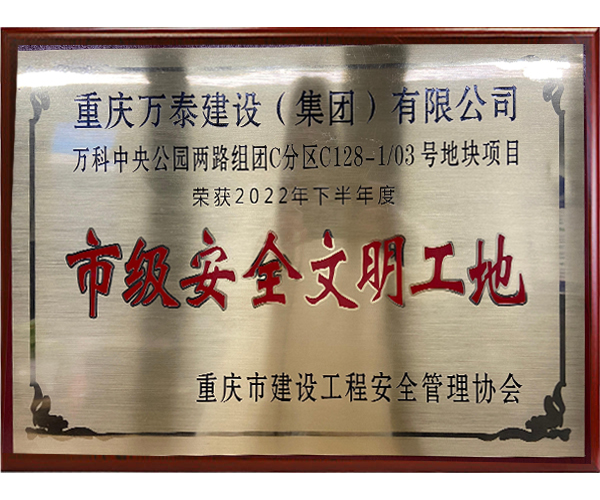 重庆万泰建设（集团）有限公司
万科中央公园两路组团C分区C128-1/03号地块项目
荣获2022年下半年度
市级安全文明工地
重庆市建设工程安全管理协会